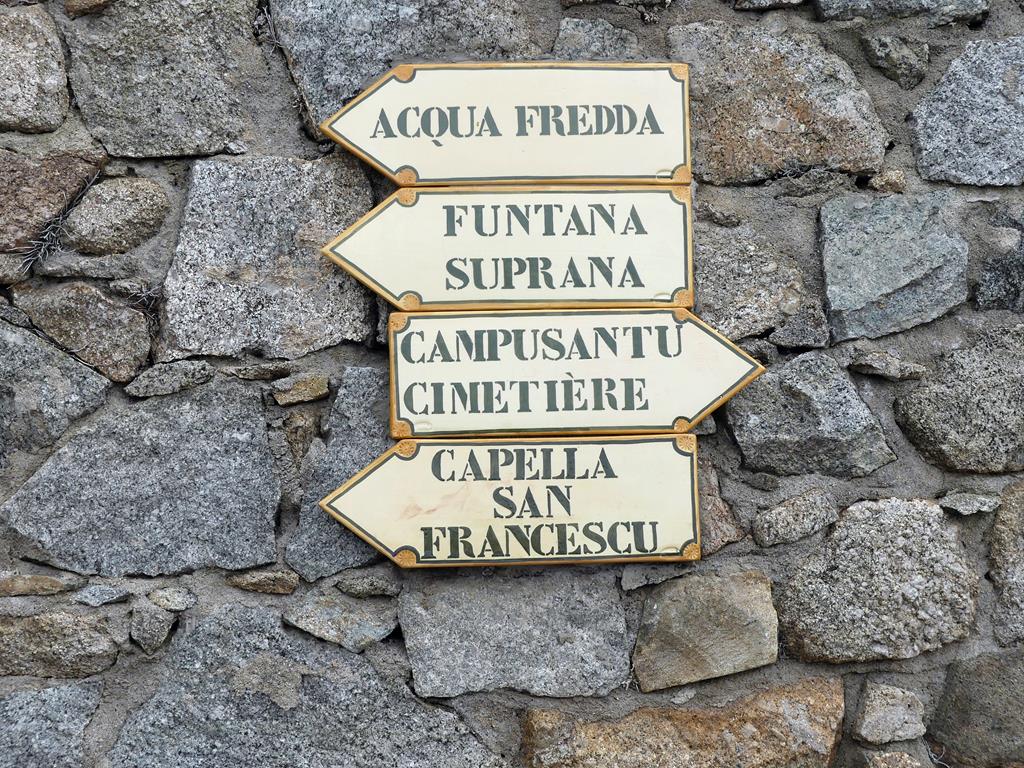 ACQUA FREDDA
FUNTANA
SUPRANA
CAMPUSANTU
CIMETIÈRE
CAPELLA
SAN
FRANCESCU